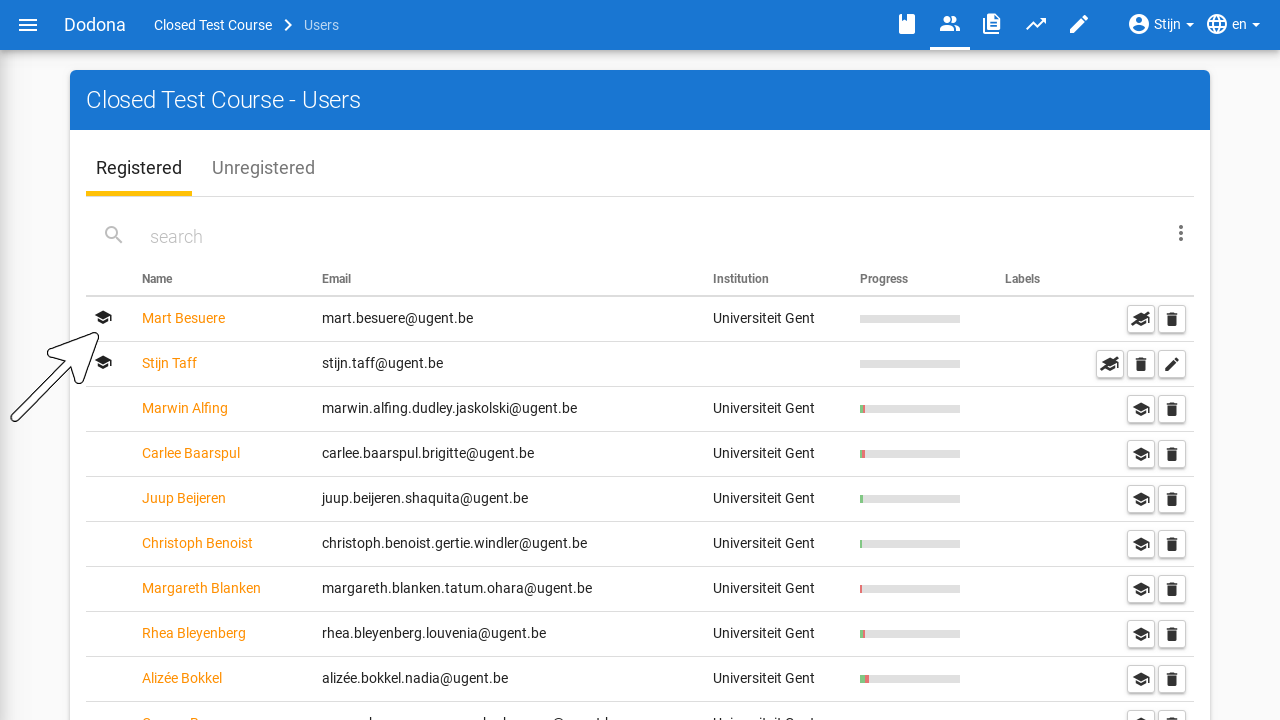 Dodona Closed Test Course Users Stijn en
Closed Test Course - Users
Registered Unregistered
search
Name Email Institution Progress Labels
Mart Besuere mart.besuere@ugent.be Universiteit Gent
Stijn Taff stijn.taff@ugent.be
Marwin Alfing marwin.alfing.dudley.jaskolski@ugent.be Universiteit Gent
Carlee Baarspul carlee.baarspul.brigitte@ugent.be Universiteit Gent
Juup Beijeren juup.beijeren.shaquita@ugent.be Universiteit Gent
Christoph Benoist christoph.benoist.gertie.windler@ugent.be Universiteit Gent
Margareth Blanken margareth.blanken.tatum.ohara@ugent.be Universiteit Gent
Rhea Bleyenberg rhea.bleyenberg.louvenia@ugent.be Universiteit Gent
Alizée Bokkel alizée.bokkel.nadia@ugent.be Universiteit Gent